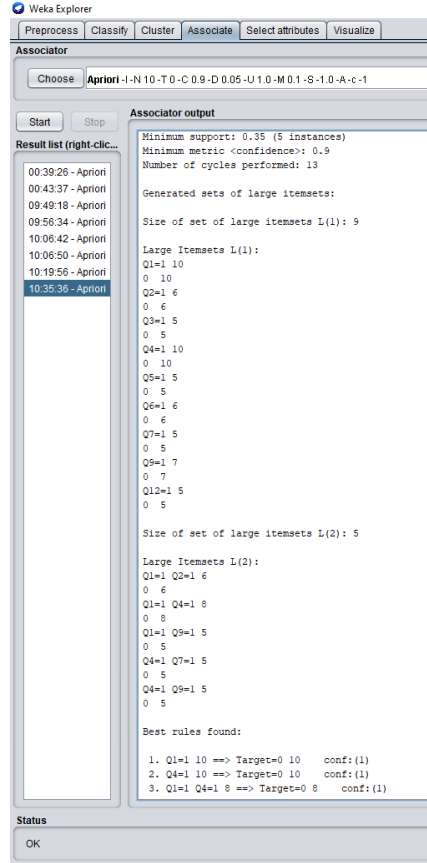 Weka Explorer
Preprocess Classify Cluster Associate Select attributes Visualize
Associator
Choose Apriori -I -N 10 -T 0 -C 0.9 -D 0.05 -U 1.0 -M 0.1 -S -1.0 -A -c -1
Start Stop
Result list (right-clic...
00:39:26 - Apriori
00:43:37 - Apriori
09:49:18 - Apriori
09:56:34 - Apriori
10:06:42 - Apriori
10:06:50 - Apriori
10:19:56 - Apriori
10:35:36 - Apriori
Associator output
Minimum support: 0.35 (5 instances)
Minimum metric <confidence>: 0.9
Number of cycles performed: 13
Generated sets of large itemsets:
Size of set of large itemsets L(1): 9
Large Itemsets L(1):
Q1=1 10
0 10
Q2=1 6
0 6
Q3=1 5
0 5
Q4=1 10
0 10
Q5=1 5
0 5
Q6=1 6
0 6
Q7=1 5
0 5
Q9=1 7
0 7
Q12=1 5
0 5
Size of set of large itemsets L(2): 5
Large Itemsets L(2):
Q1=1 Q2=1 6
0 6
Q1=1 Q4=1 8
0 8
Q1=1 Q9=1 5
0 5
Q4=1 Q7=1 5
0 5
Q4=1 Q9=1 5
0 5
Best rules found:
1. Q1=1 10 ==> Target=0 10 conf:(1)
2. Q4=1 10 ==> Target=0 10 conf:(1)
3. Q1=1 Q4=1 8 ==> Target=0 8 conf:(1)
Status
OK